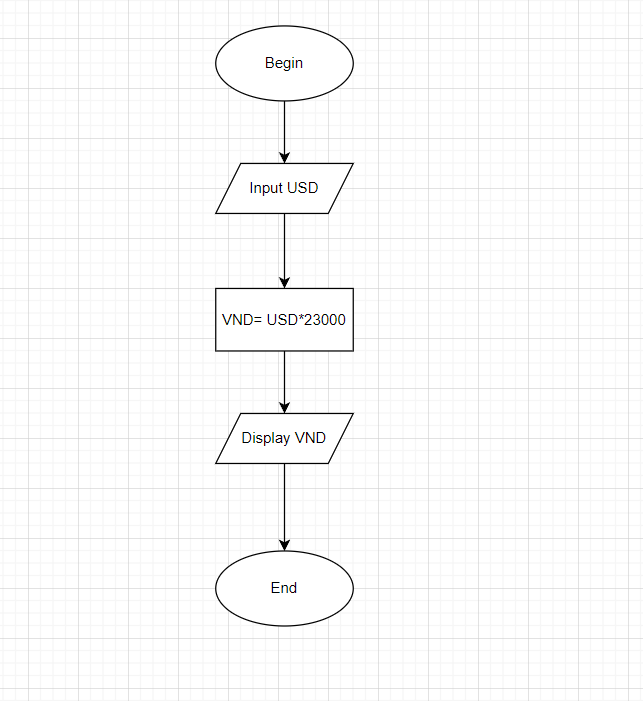 Begin
Input USD
VND= USD*23000
Display VND
End